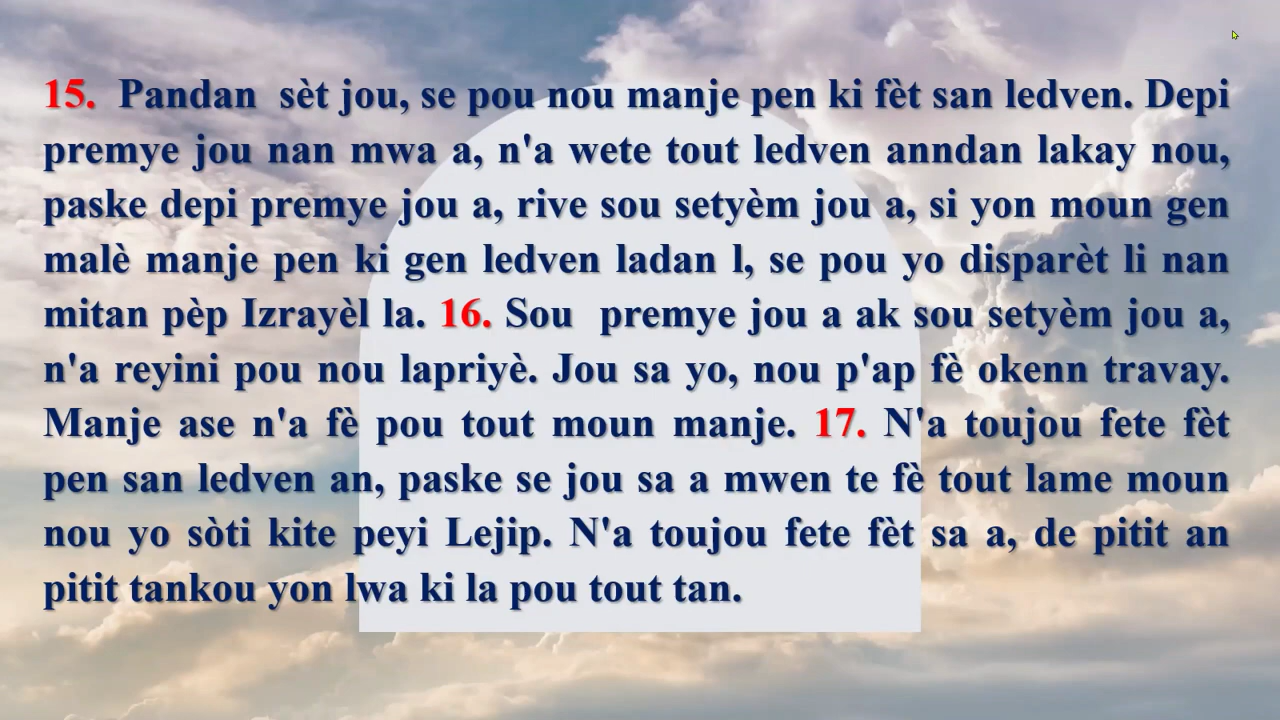 15. Pandan sèt jou, se pou nou manje pen ki fèt san ledven. Depi
premye jou nan mwa a, n'a wete tout ledven anndan lakay nou,
paske depi premye jou a, rive sou setyèm jou a, si yon moun gen
malè manje pen ki gen ledven ladan l, se pou yo disparèt li nan
mitan pèp Izrayèl la. 16. Sou premye jou a ak sou setyèm jou a,
n'a reyini pou nou lapriyè. Jou sa yo, nou p'ap fè okenn travay.
Manje ase n'a fè pou tout moun manje. 17. N'a toujou fete fèt
pen san ledven an, paske se jou sa a mwen te fè tout lame moun
nou yo sòti kite peyi Lejip. N'a toujou fete fèt sa a, de pitit an
pitit tankou yon lwa ki la pou tout tan.